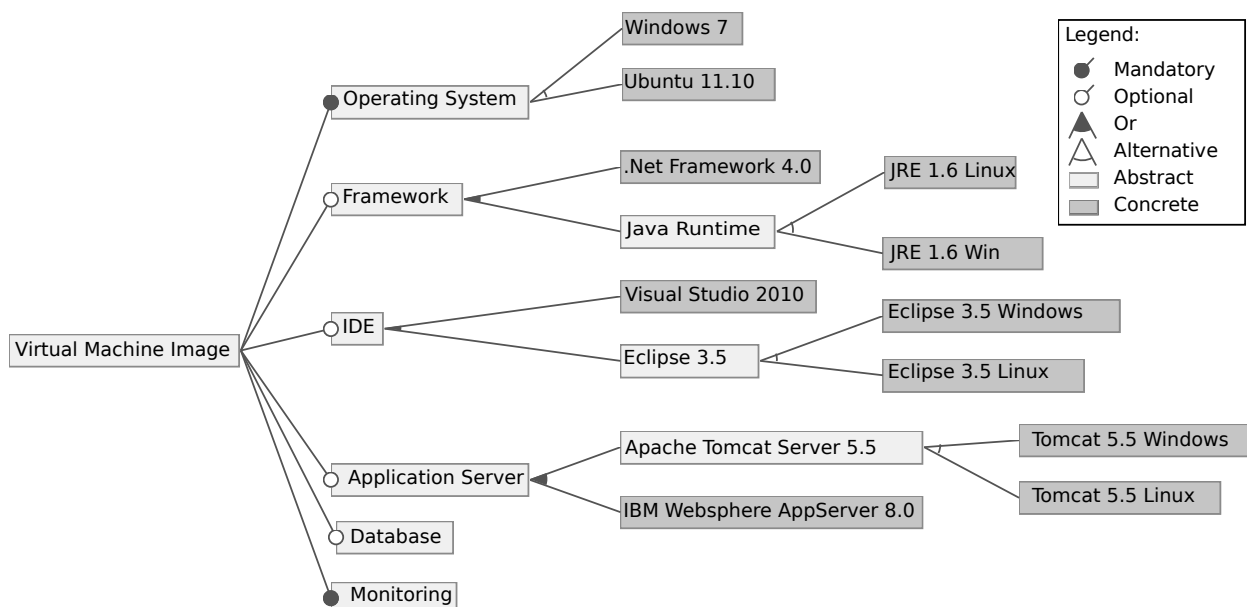 Windows 7
Ubuntu 11.10
Operating System
.Net Framework 4.0
Framework
JRE 1.6 Linux
Java Runtime
JRE 1.6 Win
Visual Studio 2010
IDE
Eclipse 3.5 Windows
Virtual Machine Image
Eclipse 3.5
Eclipse 3.5 Linux
Apache Tomcat Server 5.5
Tomcat 5.5 Windows
Application Server
Tomcat 5.5 Linux
IBM Websphere AppServer 8.0
Database
Monitoring
Legend:
Mandatory
Optional
Or
Alternative
Abstract
Concrete